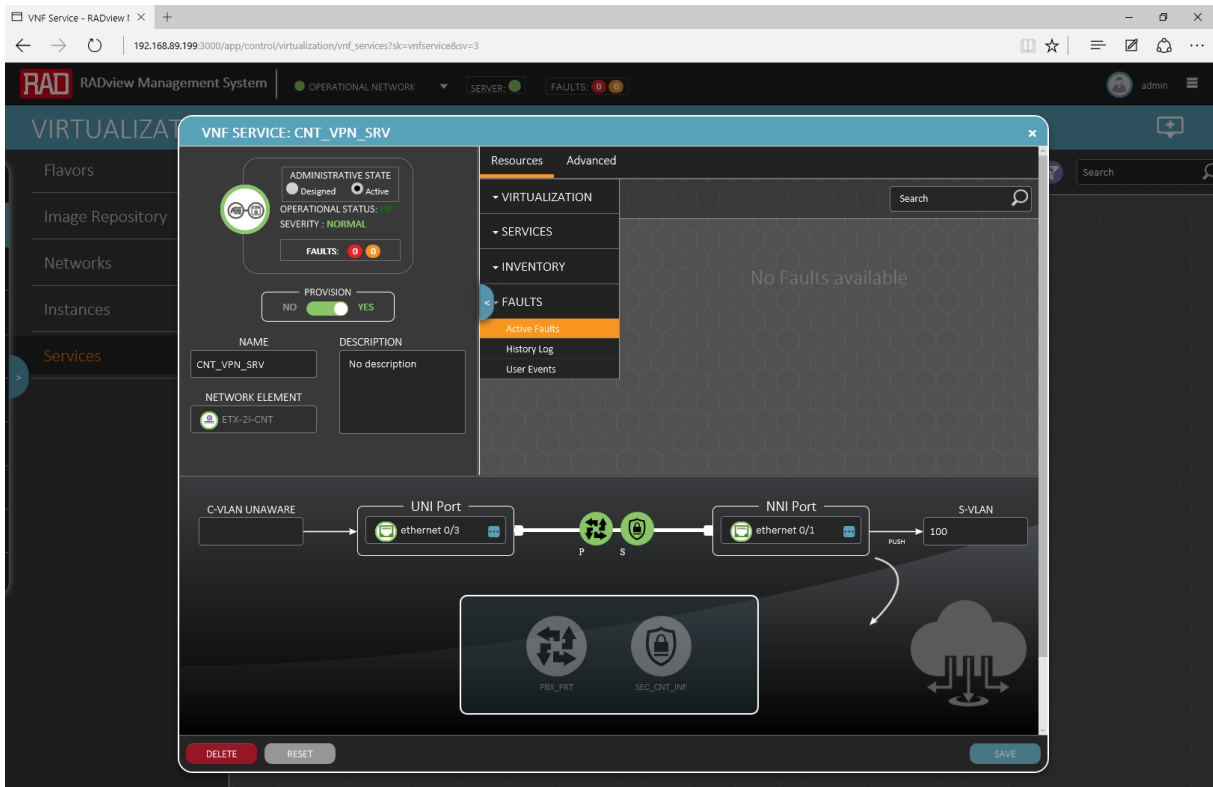 VNF Service - RADview M
192.168.89.199:3000/app/control/virtualization/vnf_services?sk=vnfservice&sv=3
RAD RADview Management System OPERATIONAL NETWORK SERVER: FAULTS: 0 0 admin
VIRTUALIZAT
VNF SERVICE: CNT_VPN_SRV
Flavors
Image Repository
Networks
Instances
Services
Search
ADMINISTRATIVE STATE
Designed Active
OPERATIONAL STATUS: UP
SEVERITY : NORMAL
FAULTS: 0 0
PROVISION
NO YES
NAME DESCRIPTION
CNT_VPN_SRV No description
NETWORK ELEMENT
ETX-2I-CNT
Resources Advanced
VIRTUALIZATION
SERVICES
INVENTORY
FAULTS
Active Faults
History Log
User Events
Search
No Faults available
C-VLAN UNAWARE UNI Port NNI Port S-VLAN
ethernet 0/3 ethernet 0/1 PUSH 100
P S
PBX_PRT SEC_CNT_INF
DELETE RESET SAVE